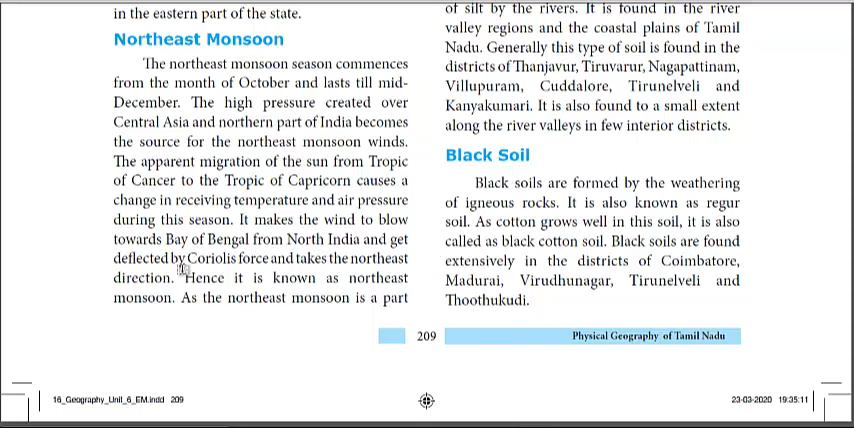 in the eastern part of the state.
Northeast Monsoon
The northeast monsoon season commences
from the month of October and lasts till mid-
December. The high pressure created over
Central Asia and northern part of India becomes
the source for the northeast monsoon winds.
The apparent migration of the sun from Tropic
of Cancer to the Tropic of Capricorn causes a
change in receiving temperature and air pressure
during this season. It makes the wind to blow
towards Bay of Bengal from North India and get
deflected by Coriolis force and takes the northeast
direction. Hence it is known as northeast
monsoon. As the northeast monsoon is a part
of silt by the rivers. It is found in the river
valley regions and the coastal plains of Tamil
Nadu. Generally this type of soil is found in the
districts of Thanjavur, Tiruvarur, Nagapattinam,
Villupuram, Cuddalore, Tirunelveli and
Kanyakumari. It is also found to a small extent
along the river valleys in few interior districts.
Black Soil
Black soils are formed by the weathering
of igneous rocks. It is also known as regur
soil. As cotton grows well in this soil, it is also
called as black cotton soil. Black soils are found
extensively in the districts of Coimbatore,
Madurai, Virudhunagar, Tirunelveli and
Thoothukudi.
209
Physical Geography of Tamil Nadu
16_Geography_Unit_6_EM.indd 209
23-03-2020 19:35:11